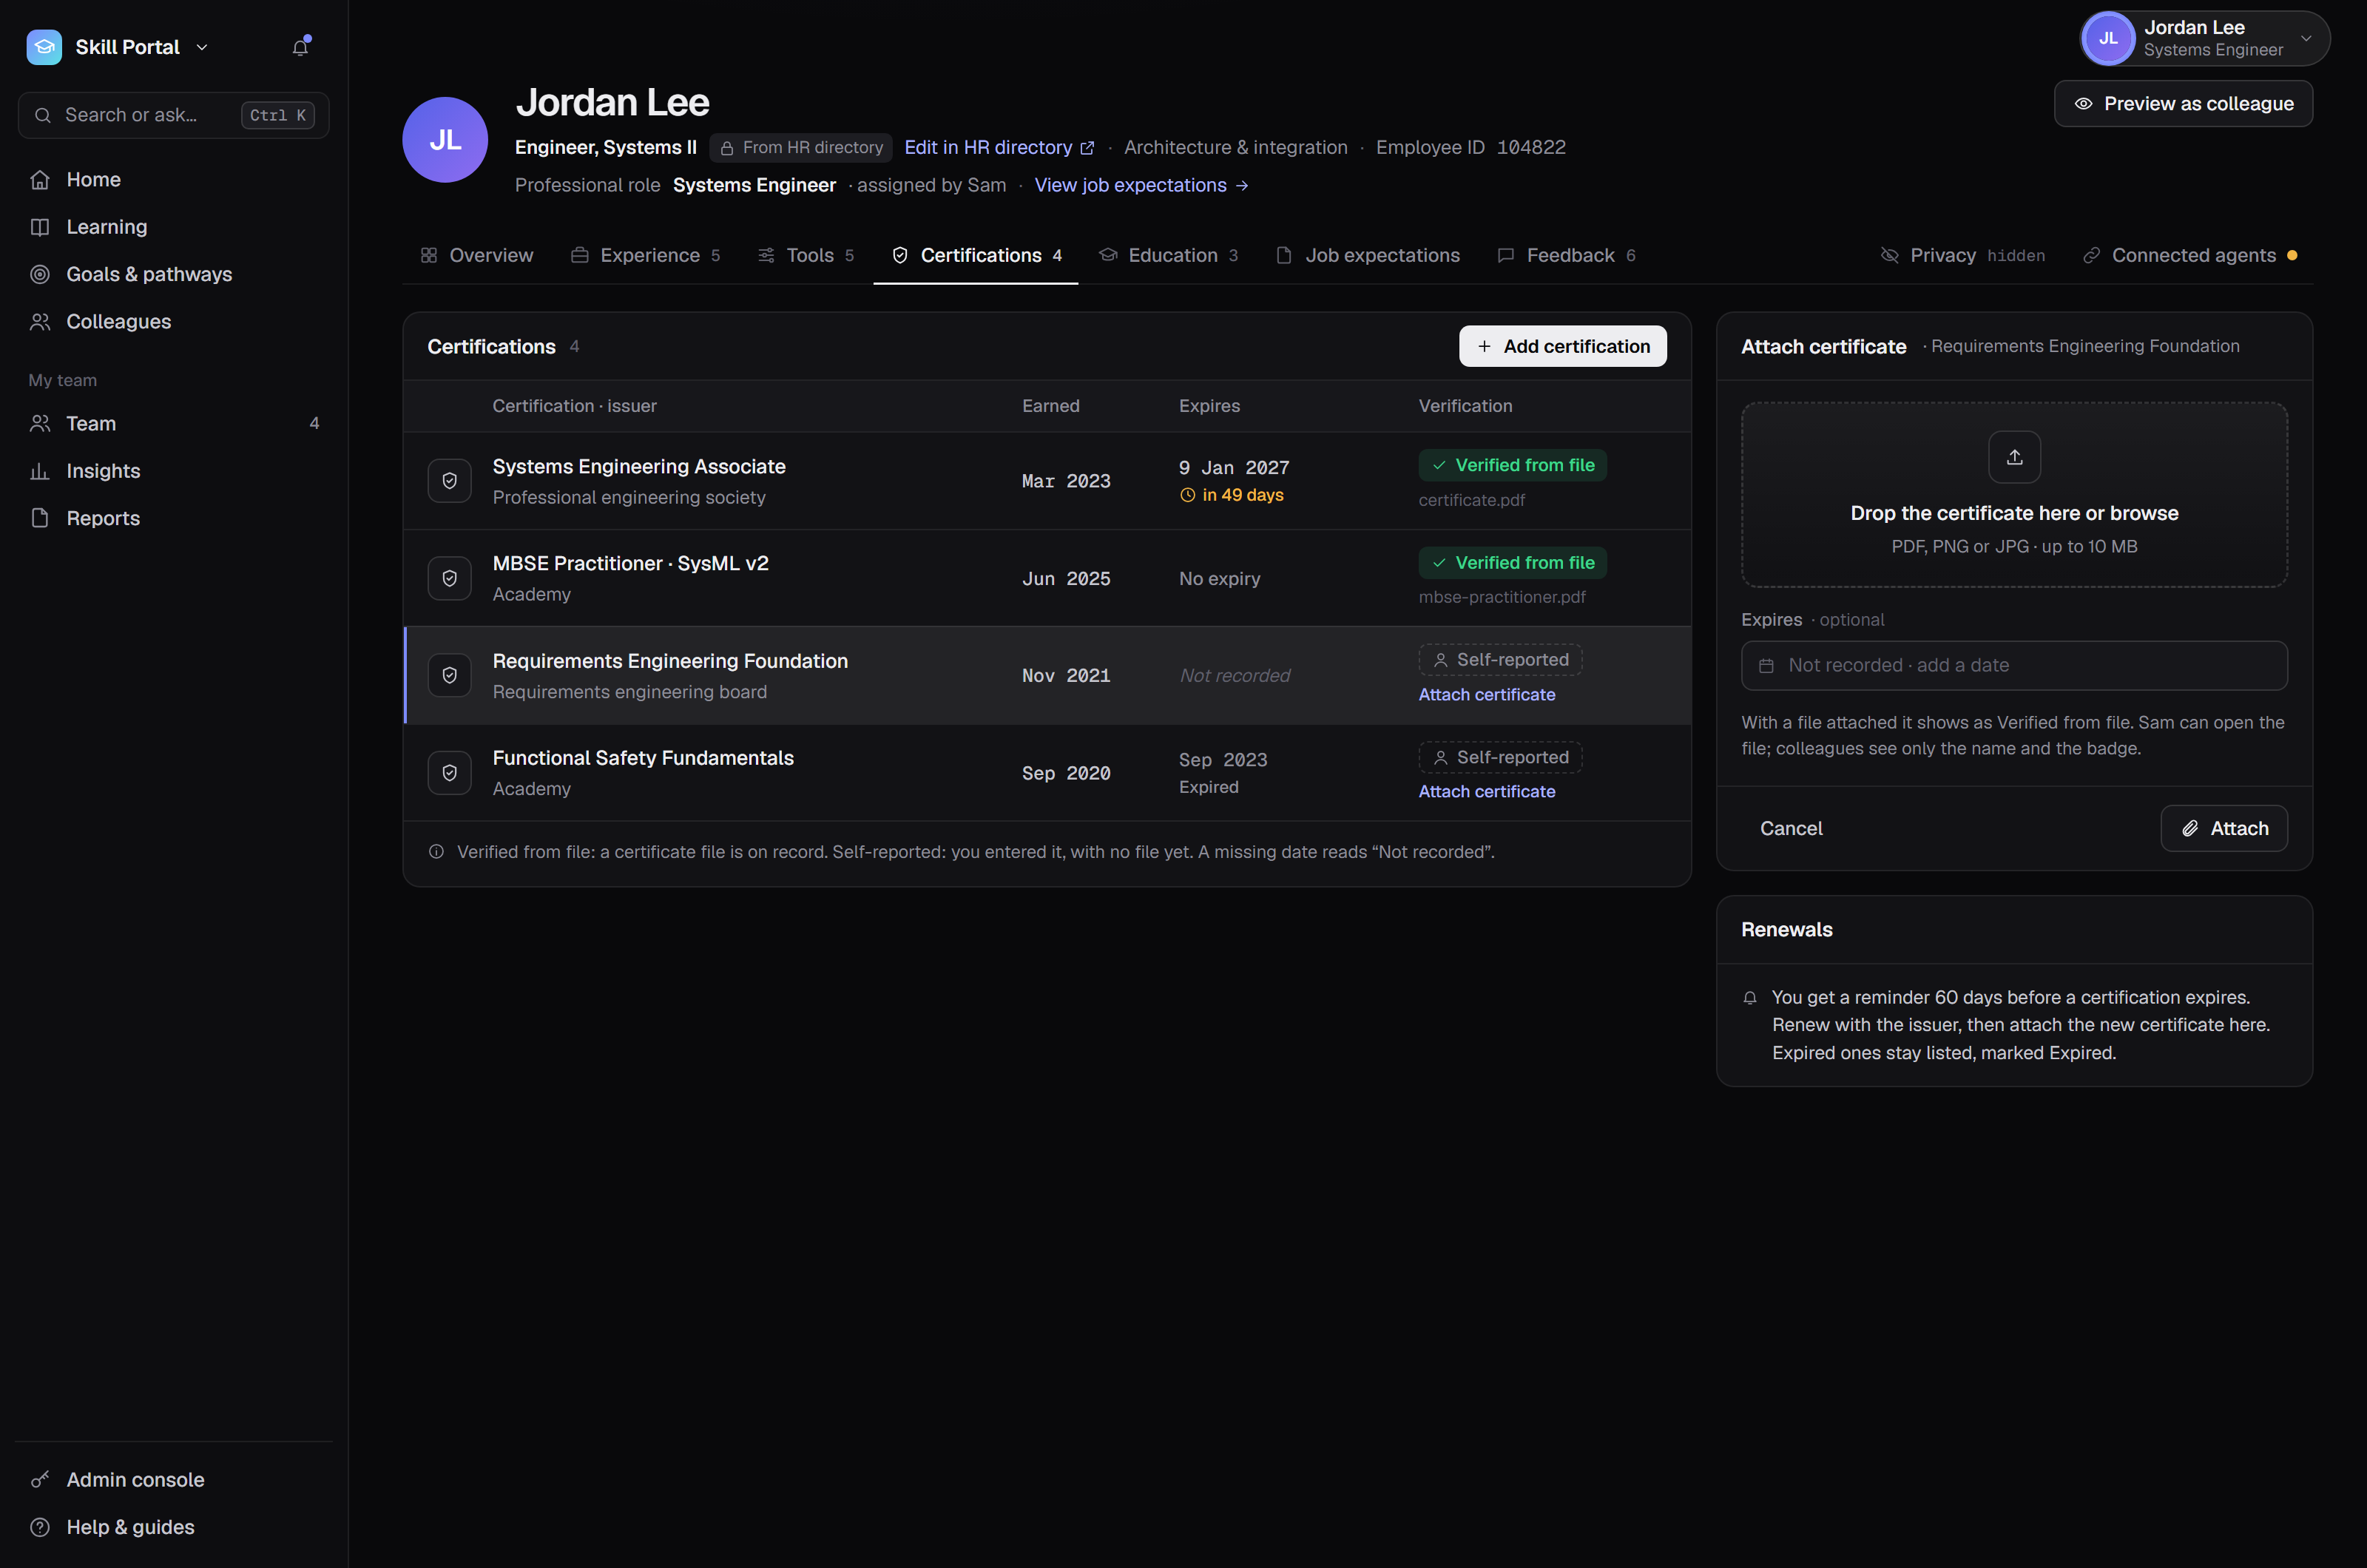 Skill Portal
Search or ask...
Ctrl K
Home
Learning
Goals & pathways
Colleagues
My team
Team 4
Insights
Reports
Admin console
Help & guides
JL
Jordan Lee
Systems Engineer
JL
Jordan Lee
Preview as colleague
Engineer, Systems II From HR directory Edit in HR directory · Architecture & integration · Employee ID 104822
Professional role Systems Engineer · assigned by Sam · View job expectations →
Overview Experience 5 Tools 5 Certifications 4 Education 3 Job expectations Feedback 6 Privacy hidden Connected agents
Certifications 4
+ Add certification
Certification · issuer Earned Expires Verification
Systems Engineering Associate
Professional engineering society
Mar 2023
9 Jan 2027
in 49 days
Verified from file
certificate.pdf
MBSE Practitioner · SysML v2
Academy
Jun 2025
No expiry
Verified from file
mbse-practitioner.pdf
Requirements Engineering Foundation
Requirements engineering board
Nov 2021
Not recorded
Self-reported
Attach certificate
Functional Safety Fundamentals
Academy
Sep 2020
Sep 2023
Expired
Self-reported
Attach certificate
Verified from file: a certificate file is on record. Self-reported: you entered it, with no file yet. A missing date reads “Not recorded”.
Attach certificate · Requirements Engineering Foundation
Drop the certificate here or browse
PDF, PNG or JPG · up to 10 MB
Expires · optional
Not recorded · add a date
With a file attached it shows as Verified from file. Sam can open the
file; colleagues see only the name and the badge.
Cancel
Attach
Renewals
You get a reminder 60 days before a certification expires.
Renew with the issuer, then attach the new certificate here.
Expired ones stay listed, marked Expired.